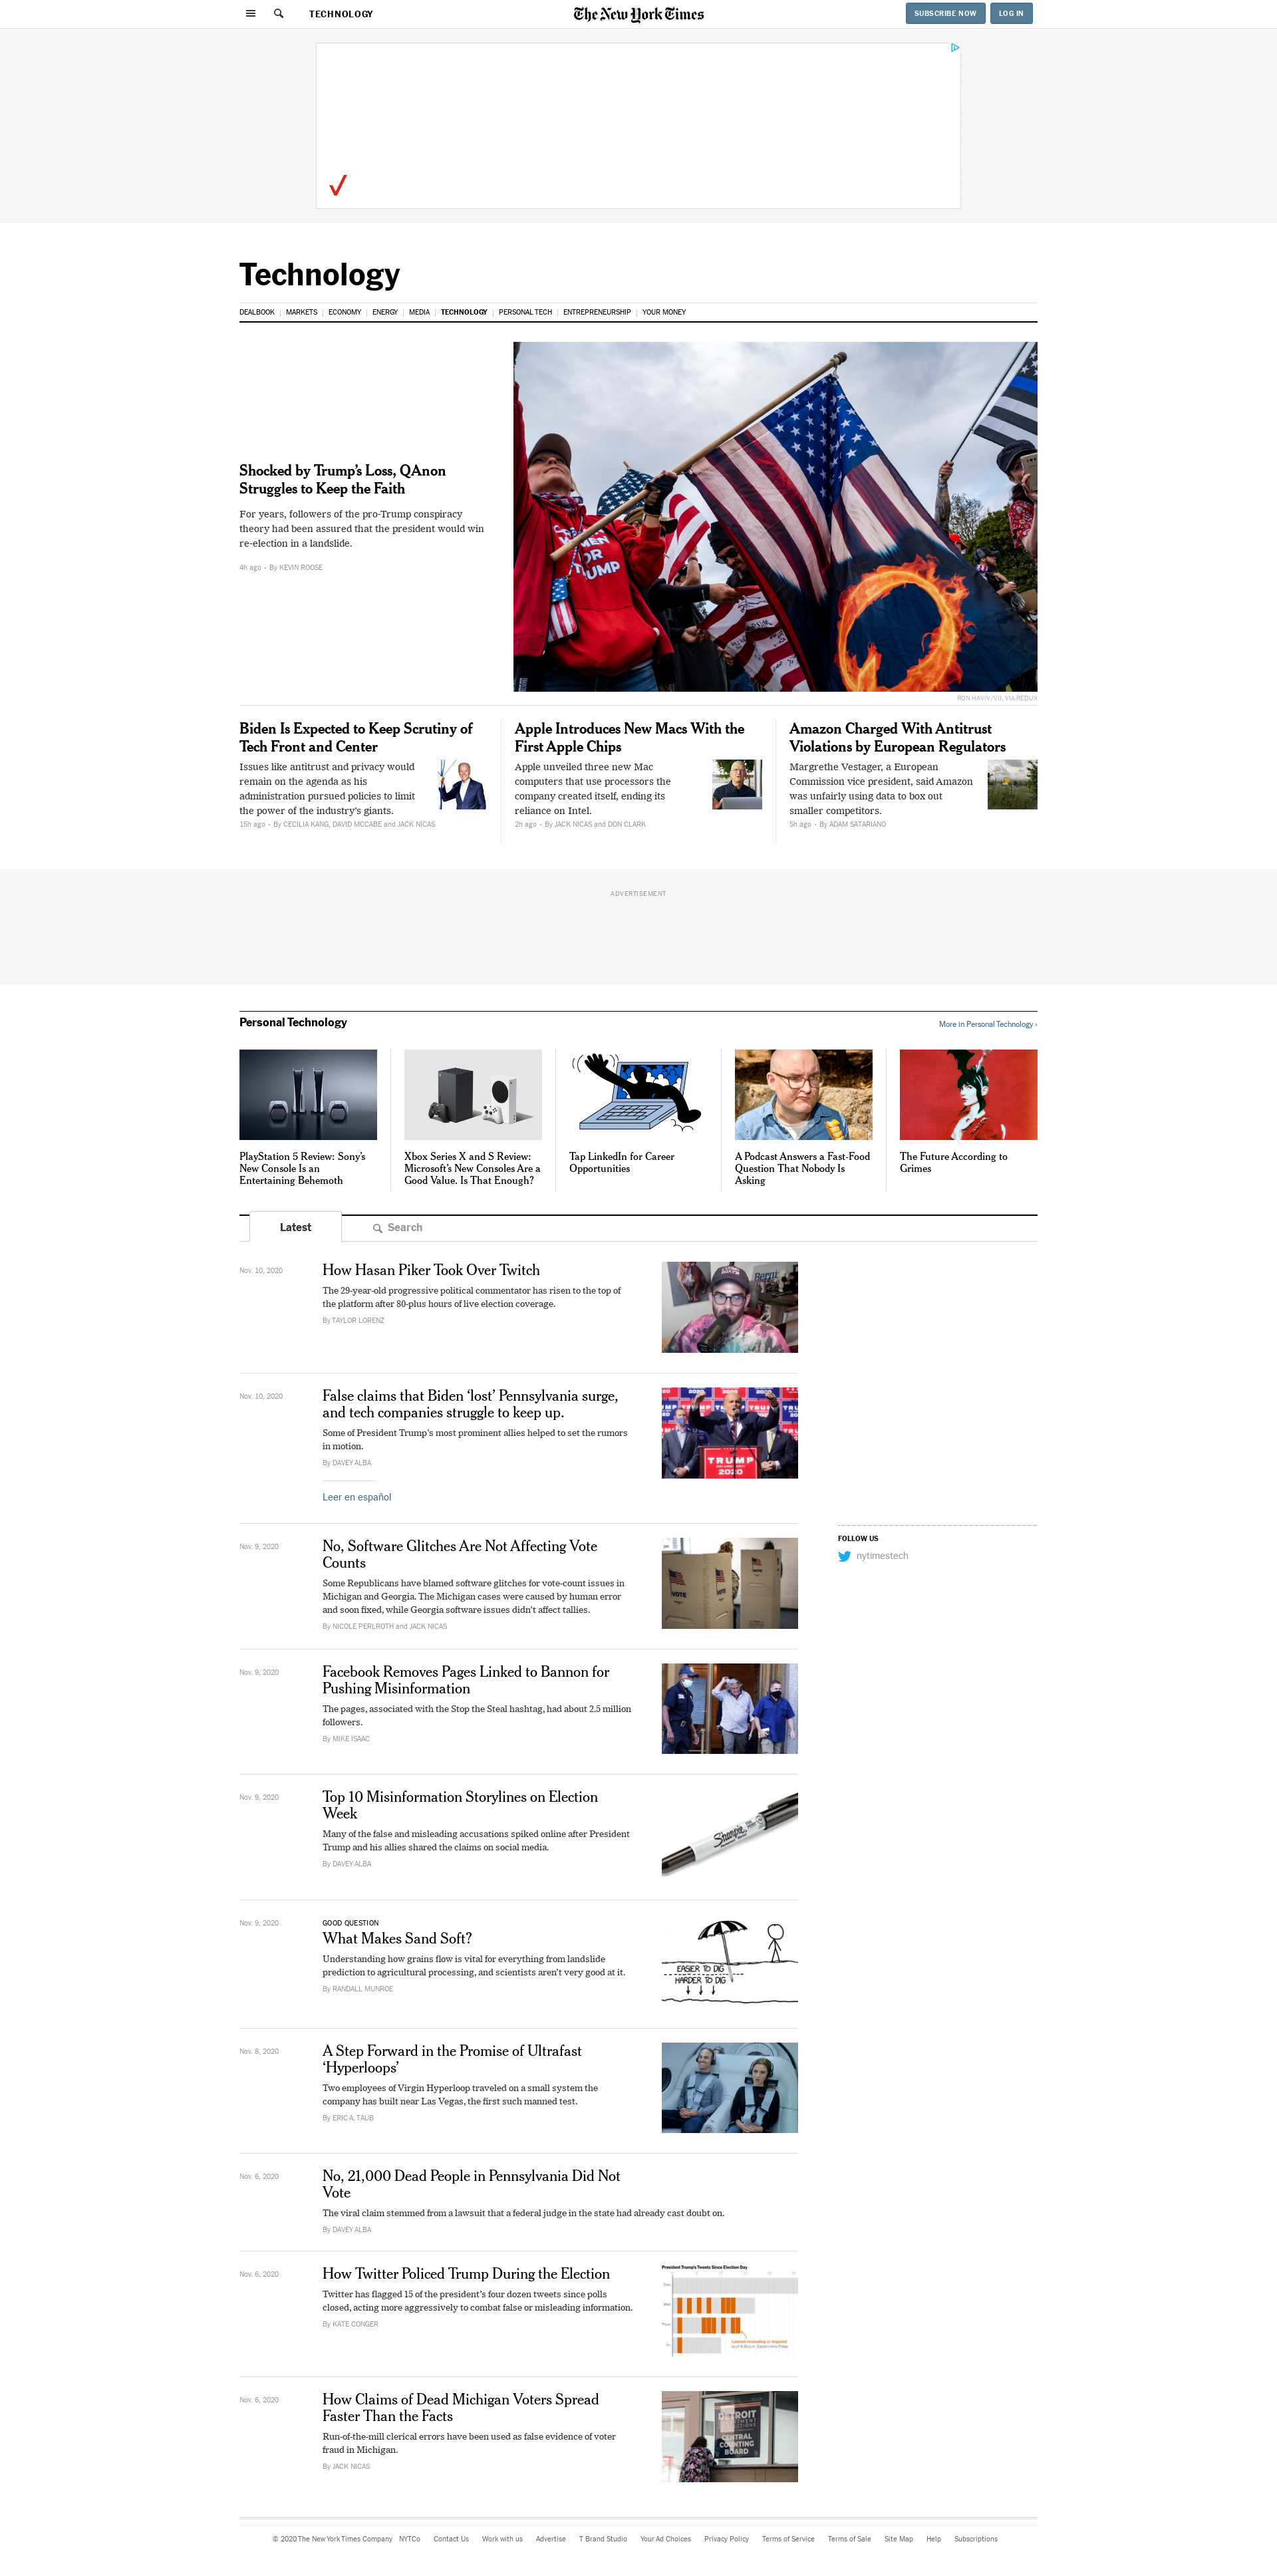 TECHNOLOGY
The New York Times
SUBSCRIBE NOW
LOG IN
Technology
DEALBOOK
MARKETS
ECONOMY
ENERGY
MEDIA
TECHNOLOGY
PERSONAL TECH
ENTREPRENEURSHIP
YOUR MONEY
Shocked by Trump’s Loss, QAnon
Struggles to Keep the Faith
For years, followers of the pro-Trump conspiracy
theory had been assured that the president would win
re-election in a landslide.
4h ago • By KEVIN ROOSE
WOMEN
FOR
TRUMP
RON HAVIV/VII, VIA REDUX
Biden Is Expected to Keep Scrutiny of
Tech Front and Center
Issues like antitrust and privacy would
remain on the agenda as his
administration pursued policies to limit
the power of the industry’s giants.
15h ago • By CECILIA KANG, DAVID MCCABE and JACK NICAS
Apple Introduces New Macs With the
First Apple Chips
Apple unveiled three new Mac
computers that use processors the
company created itself, ending its
reliance on Intel.
2h ago • By JACK NICAS and DON CLARK
Amazon Charged With Antitrust
Violations by European Regulators
Margrethe Vestager, a European
Commission vice president, said Amazon
was unfairly using data to box out
smaller competitors.
5h ago • By ADAM SATARIANO
ADVERTISEMENT
Personal Technology
More in Personal Technology ›
PlayStation 5 Review: Sony’s
New Console Is an
Entertaining Behemoth
Xbox Series X and S Review:
Microsoft’s New Consoles Are a
Good Value. Is That Enough?
Tap LinkedIn for Career
Opportunities
A Podcast Answers a Fast-Food
Question That Nobody Is
Asking
The Future According to
Grimes
Latest
Search
Nov. 10, 2020
How Hasan Piker Took Over Twitch
The 29-year-old progressive political commentator has risen to the top of
the platform after 80-plus hours of live election coverage.
By TAYLOR LORENZ
Berni
Nov. 10, 2020
False claims that Biden ‘lost’ Pennsylvania surge,
and tech companies struggle to keep up.
Some of President Trump’s most prominent allies helped to set the rumors
in motion.
By DAVEY ALBA
Leer en español
TRUMP
2020
FOLLOW US
nytimestech
Nov. 9, 2020
No, Software Glitches Are Not Affecting Vote
Counts
Some Republicans have blamed software glitches for vote-count issues in
Michigan and Georgia. The Michigan cases were caused by human error
and soon fixed, while Georgia software issues didn’t affect tallies.
By NICOLE PERLROTH and JACK NICAS
VOTE
VOTE
Nov. 9, 2020
Facebook Removes Pages Linked to Bannon for
Pushing Misinformation
The pages, associated with the Stop the Steal hashtag, had about 2.5 million
followers.
By MIKE ISAAC
Nov. 9, 2020
Top 10 Misinformation Storylines on Election
Week
Many of the false and misleading accusations spiked online after President
Trump and his allies shared the claims on social media.
By DAVEY ALBA
Sharpie
Nov. 9, 2020
GOOD QUESTION
What Makes Sand Soft?
Understanding how grains flow is vital for everything from landslide
prediction to agricultural processing, and scientists aren’t very good at it.
By RANDALL MUNROE
EASIER TO DIG
HARDER TO DIG
Nov. 8, 2020
A Step Forward in the Promise of Ultrafast
‘Hyperloops’
Two employees of Virgin Hyperloop traveled on a small system the
company has built near Las Vegas, the first such manned test.
By ERIC A. TAUB
Nov. 6, 2020
No, 21,000 Dead People in Pennsylvania Did Not
Vote
The viral claim stemmed from a lawsuit that a federal judge in the state had already cast doubt on.
By DAVEY ALBA
Nov. 6, 2020
How Twitter Policed Trump During the Election
Twitter has flagged 15 of the president’s four dozen tweets since polls
closed, acting more aggressively to combat false or misleading information.
By KATE CONGER
President Trump’s Tweets Since Election Day
Labeled misleading or disputed
Nov. 6, 2020
How Claims of Dead Michigan Voters Spread
Faster Than the Facts
Run-of-the-mill clerical errors have been used as false evidence of voter
fraud in Michigan.
By JACK NICAS
DETROIT
CENTRAL
COUNTING
BOARD
© 2020 The New York Times Company
NYTCo
Contact Us
Work with us
Advertise
T Brand Studio
Your Ad Choices
Privacy Policy
Terms of Service
Terms of Sale
Site Map
Help
Subscriptions